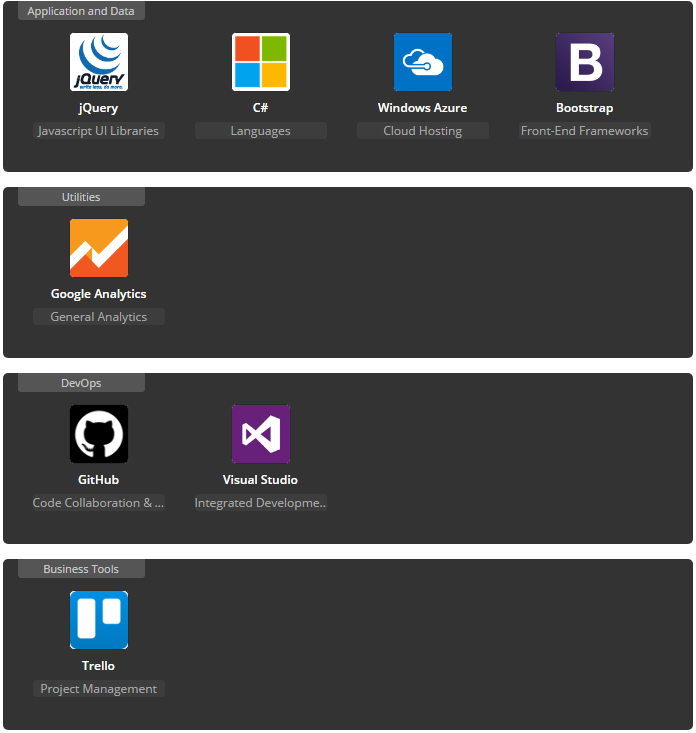 Application and Data
jQuery
write less, do more.
B
jQuery C# Windows Azure Bootstrap
Javascript UI Libraries Languages Cloud Hosting Front-End Frameworks
Utilities
Google Analytics
General Analytics
DevOps
GitHub Visual Studio
Code Collaboration & ... Integrated Developme..
Business Tools
Trello
Project Management